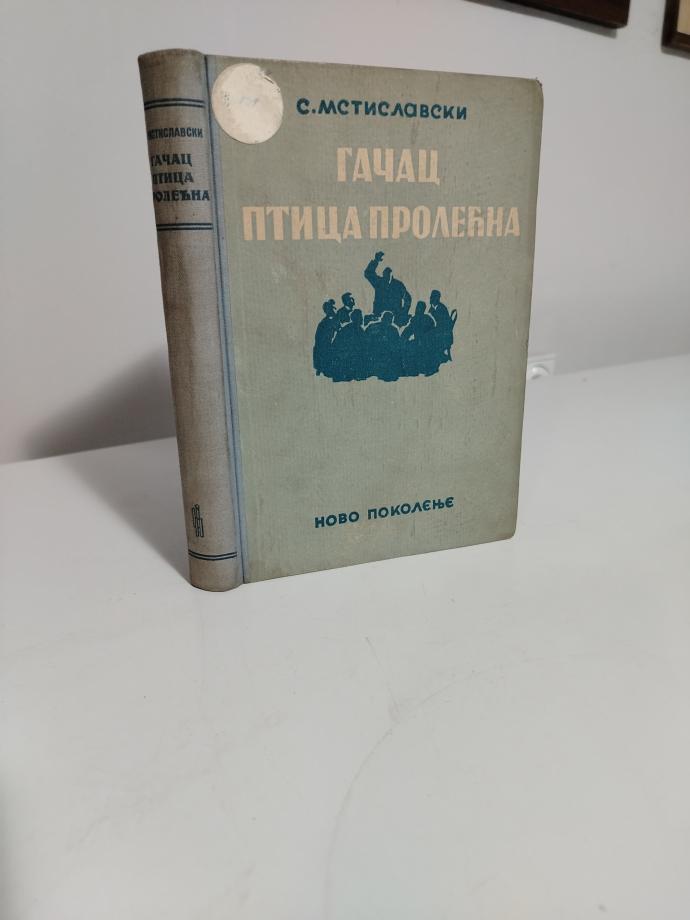 С. МСТИСЛАВСКИ
ГАЧАЦ
ПТИЦА ПРОЛЕЋНА
НОВО ПОКОЛЕЊЕ
МСТИСЛАВСКИ
ГАЧАЦ
ПТИЦА
ПРОЛЕЋНА